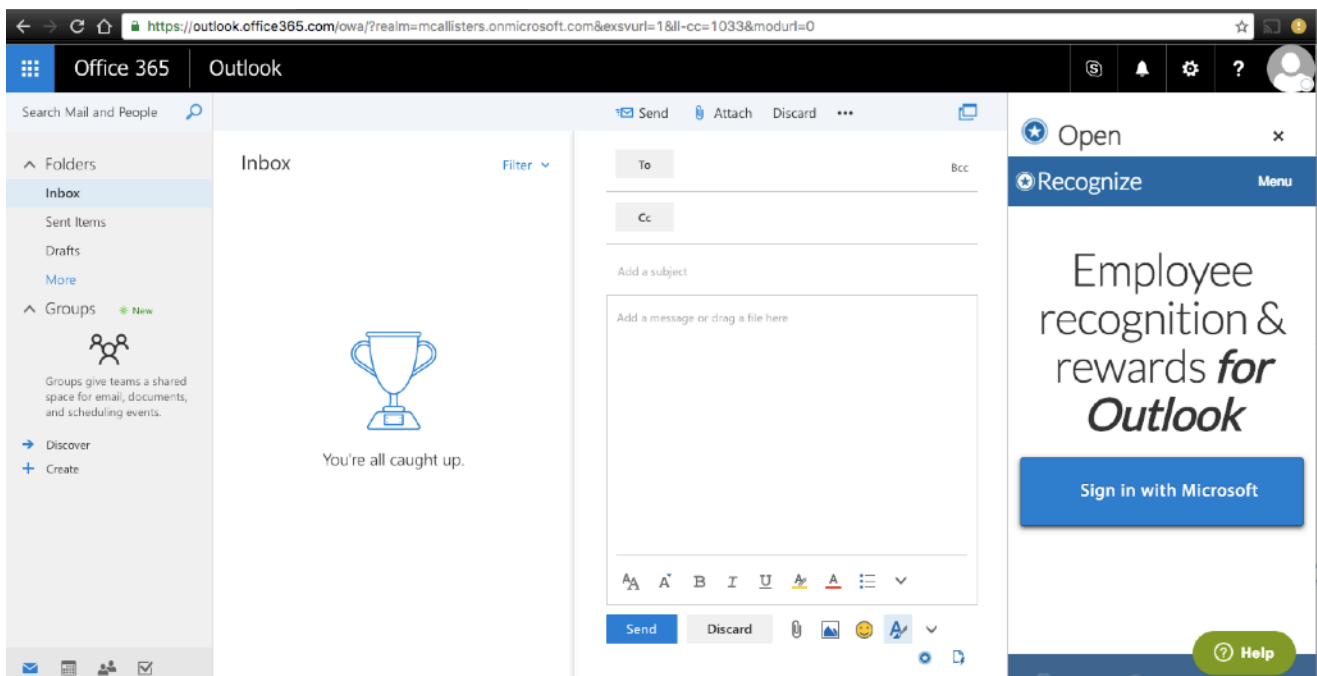 https://outlook.office365.com/owa/?realm=mcallisters.onmicrosoft.com&exsvurl=1&ll-cc=1033&modurl=0
Office 365 Outlook
?
Search Mail and People
Folders
Inbox
Sent Items
Drafts
More
Groups New
Groups give teams a shared
space for email, documents,
and scheduling events.
Discover
Create
Inbox
Filter
You're all caught up.
Send Attach Discard •••
To
Bcc
Cc
Add a subject
Add a message or drag a file here
AA A B I U A A
Send Discard
Open ×
Recognize Menu
Employee
recognition &
rewards for
Outlook
Sign in with Microsoft
? Help